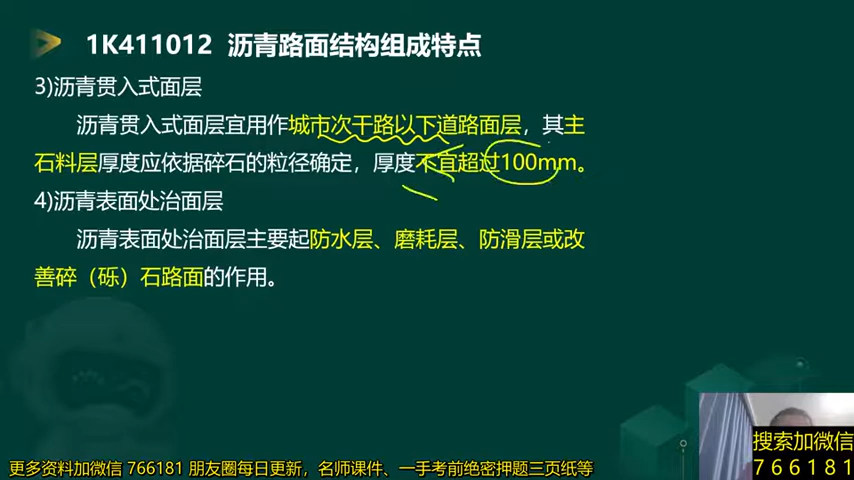 1K411012 沥青路面结构组成特点
3)沥青贯入式面层
沥青贯入式面层宜用作城市次干路以下道路面层，其主
石料层厚度应依据碎石的粒径确定，厚度不宜超过100mm。
4)沥青表面处治面层
沥青表面处治面层主要起防水层、磨耗层、防滑层或改
善碎（砾）石路面的作用。
搜索加微信
766181
更多资料加微信 766181 朋友圈每日更新，名师课件、一手考前绝密押题三页纸等